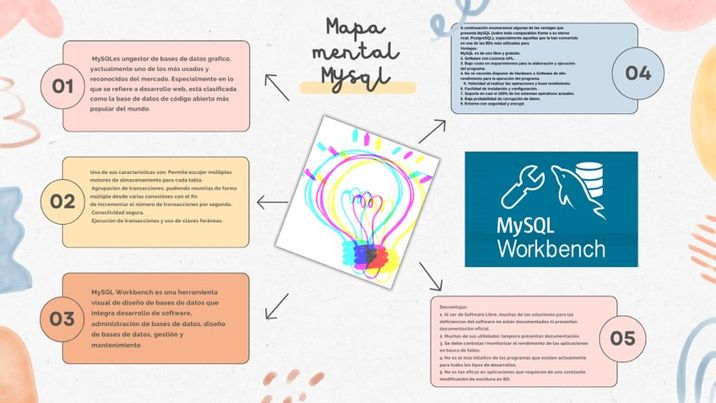 Mapa
mental
Mysql
01
MySQLes ungestor de bases de datos grafico,
yactualmente uno de los más usados y
reconocidos del mercado. Especialmente en lo
que se refiere a desarrollo web, está clasificada
como la base de datos de código abierto más
popular del mundo.
02
Una de sus características son Permite escojer múltiples
motores de almacenamiento para cada tabla.
Agrupación de transacciones, pudiendo reunirlas de forma
múltiple desde varias conexiones con el fin
de incrementar el número de transacciones por segundo.
Conectividad segura.
Ejecución de transacciones y uso de claves foráneas.
03
MySQL Workbench es una herramienta
visual de diseño de bases de datos que
integra desarrollo de software,
administración de bases de datos, diseño
de bases de datos, gestión y
mantenimiento
04
A continuación enumeramos algunas de las ventajas que
presenta MySQL (sobre todo comparable frente a su eterno
rival, PostgreSQL), especialmente aquellas que la han convertido
en una de las BDs más utilizadas para
Ventajas:
MySQL es de uso libre y gratuito.
2. Software con Licencia GPL.
3. Bajo costo en requerimientos para la elaboración y ejecución
del programa.
4. No se necesita disponer de Hardware o Software de alto
rendimiento para la ejecución del programa.
5. Velocidad al realizar las operaciones y buen rendimiento.
6. Facilidad de instalación y configuración.
7. Soporte en casi el 100% de los sistemas operativos actuales.
8. Baja probabilidad de corrupción de datos.
9. Entorno con seguridad y encrypt
MySQL
Workbench
05
Desventajas:
1. Al ser de Software Libre, muchas de las soluciones para las
deficiencias del software no están documentados ni presentan
documentación oficial.
2. Muchas de sus utilidades tampoco presentan documentación.
3. Se debe controlar/monitorizar el rendimiento de las aplicaciones
en busca de fallos.
4. No es el más intuitivo de los programas que existen actualmente
para todos los tipos de desarrollos.
5. No es tan eficaz en aplicaciones que requieran de una constante
modificación de escritura en BD.